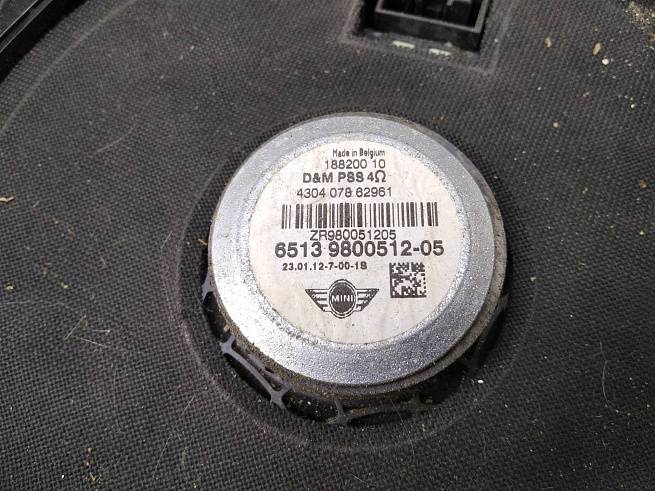 Made in Belgium
188200 10
D&M PSS 4Ω
4304 078 62961
ZR980051205
6513 9800512-05
23.01.12-7-00-1S
MINI